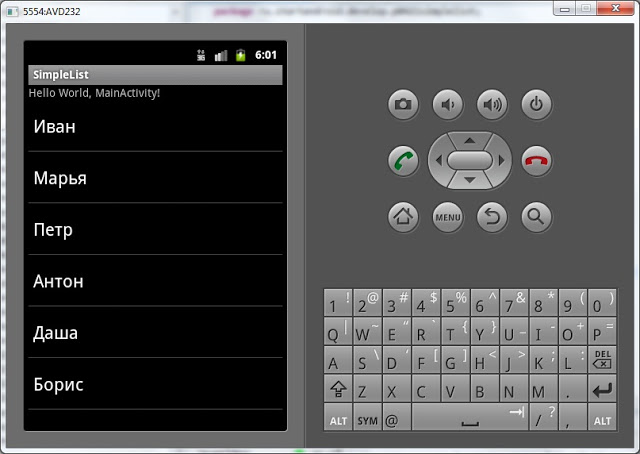 5554:AVD232
3G 6:01
SimpleList
Hello World, MainActivity!
Иван
Марья
Петр
Антон
Даша
Борис
MENU
1 ! 2 @ 3 # 4 $ 5 % 6 ^ 7 & 8 * 9 ( 0 )
Q | W ~ E " R ` T { Y } U _ I - O + P =
A S \ D ' F [ G ] H < J > K ; L : DEL
Z X C V B N M .
ALT SYM @ / ? , ALT